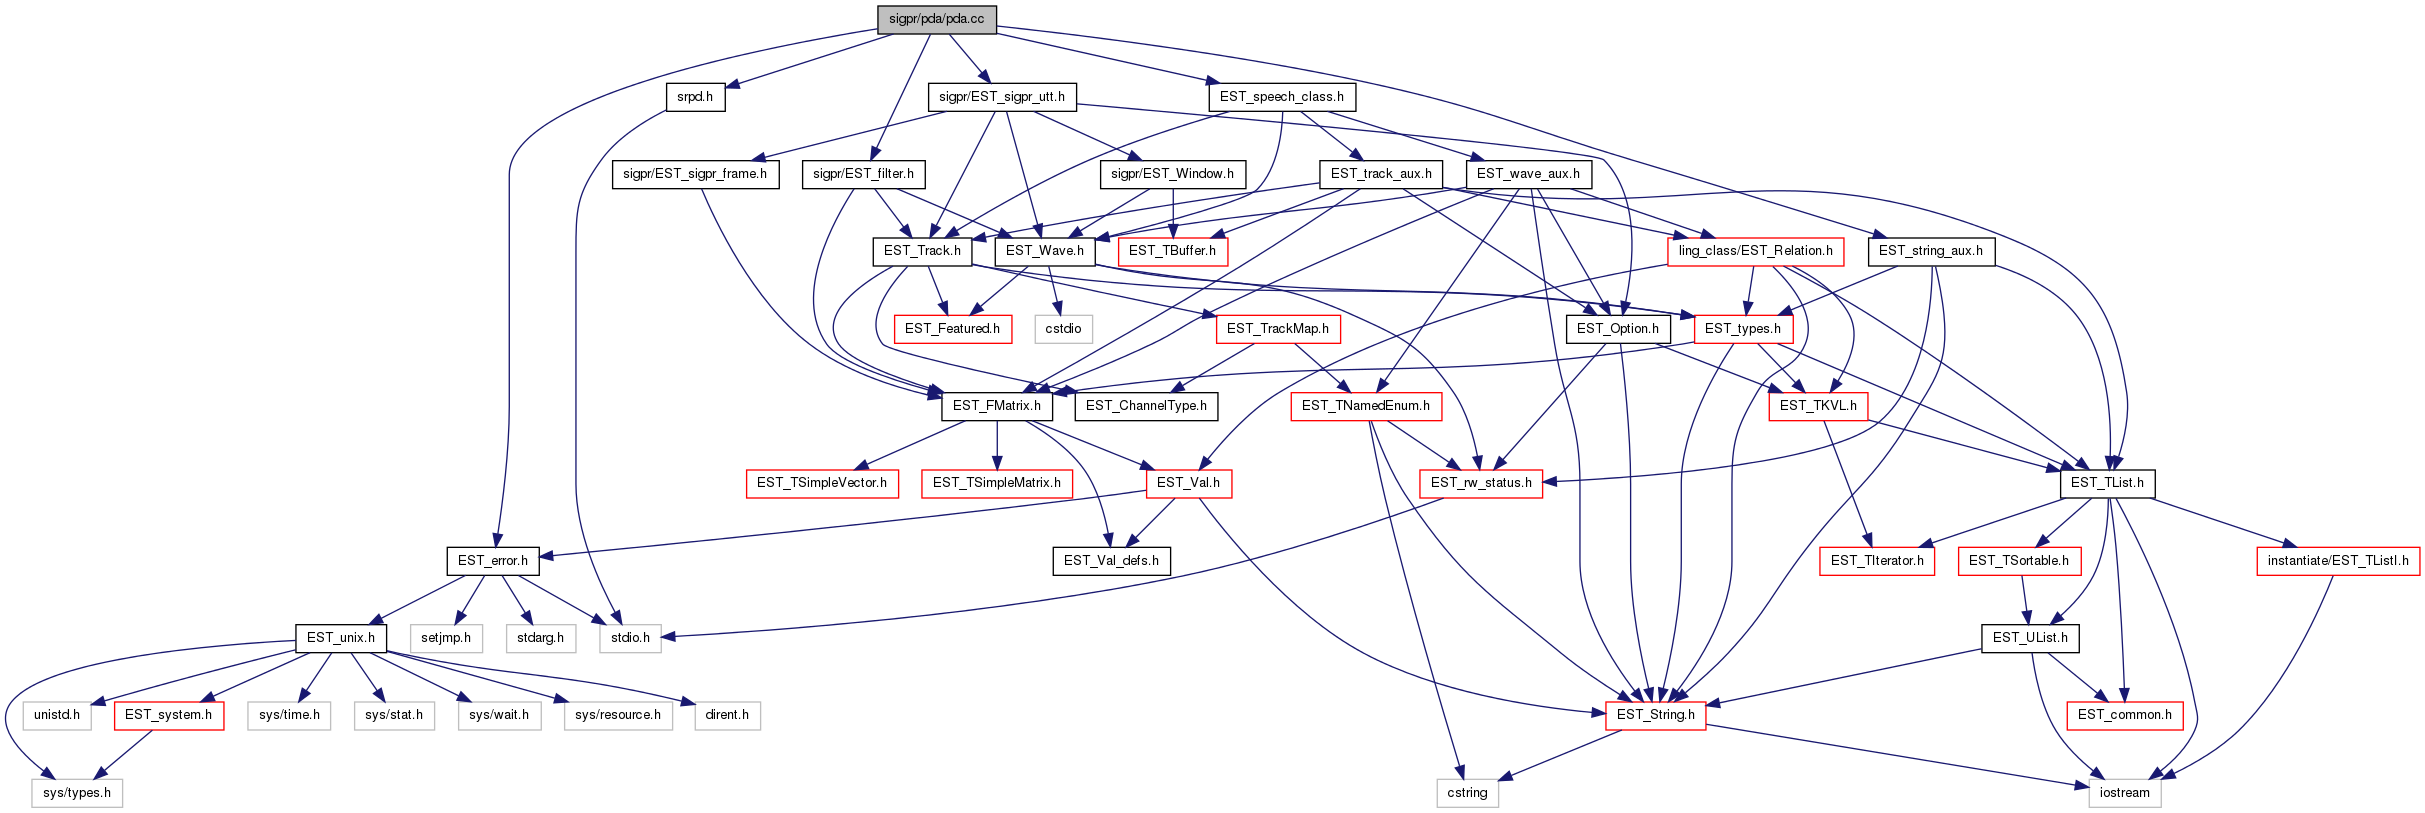 sigpr/pda/pda.cc
srpd.h
sigpr/EST_sigpr_utt.h
EST_speech_class.h
sigpr/EST_sigpr_frame.h
sigpr/EST_filter.h
sigpr/EST_Window.h
EST_track_aux.h
EST_wave_aux.h
EST_Track.h
EST_Wave.h
EST_TBuffer.h
ling_class/EST_Relation.h
EST_string_aux.h
EST_Featured.h
cstdio
EST_TrackMap.h
EST_Option.h
EST_types.h
EST_FMatrix.h
EST_ChannelType.h
EST_TNamedEnum.h
EST_TKVL.h
EST_TSimpleVector.h
EST_TSimpleMatrix.h
EST_Val.h
EST_rw_status.h
EST_TList.h
EST_error.h
EST_Val_defs.h
EST_TIterator.h
EST_TSortable.h
instantiate/EST_TListI.h
EST_unix.h
setjmp.h
stdarg.h
stdio.h
EST_UList.h
unistd.h
EST_system.h
sys/time.h
sys/stat.h
sys/wait.h
sys/resource.h
dirent.h
EST_String.h
EST_common.h
sys/types.h
cstring
iostream